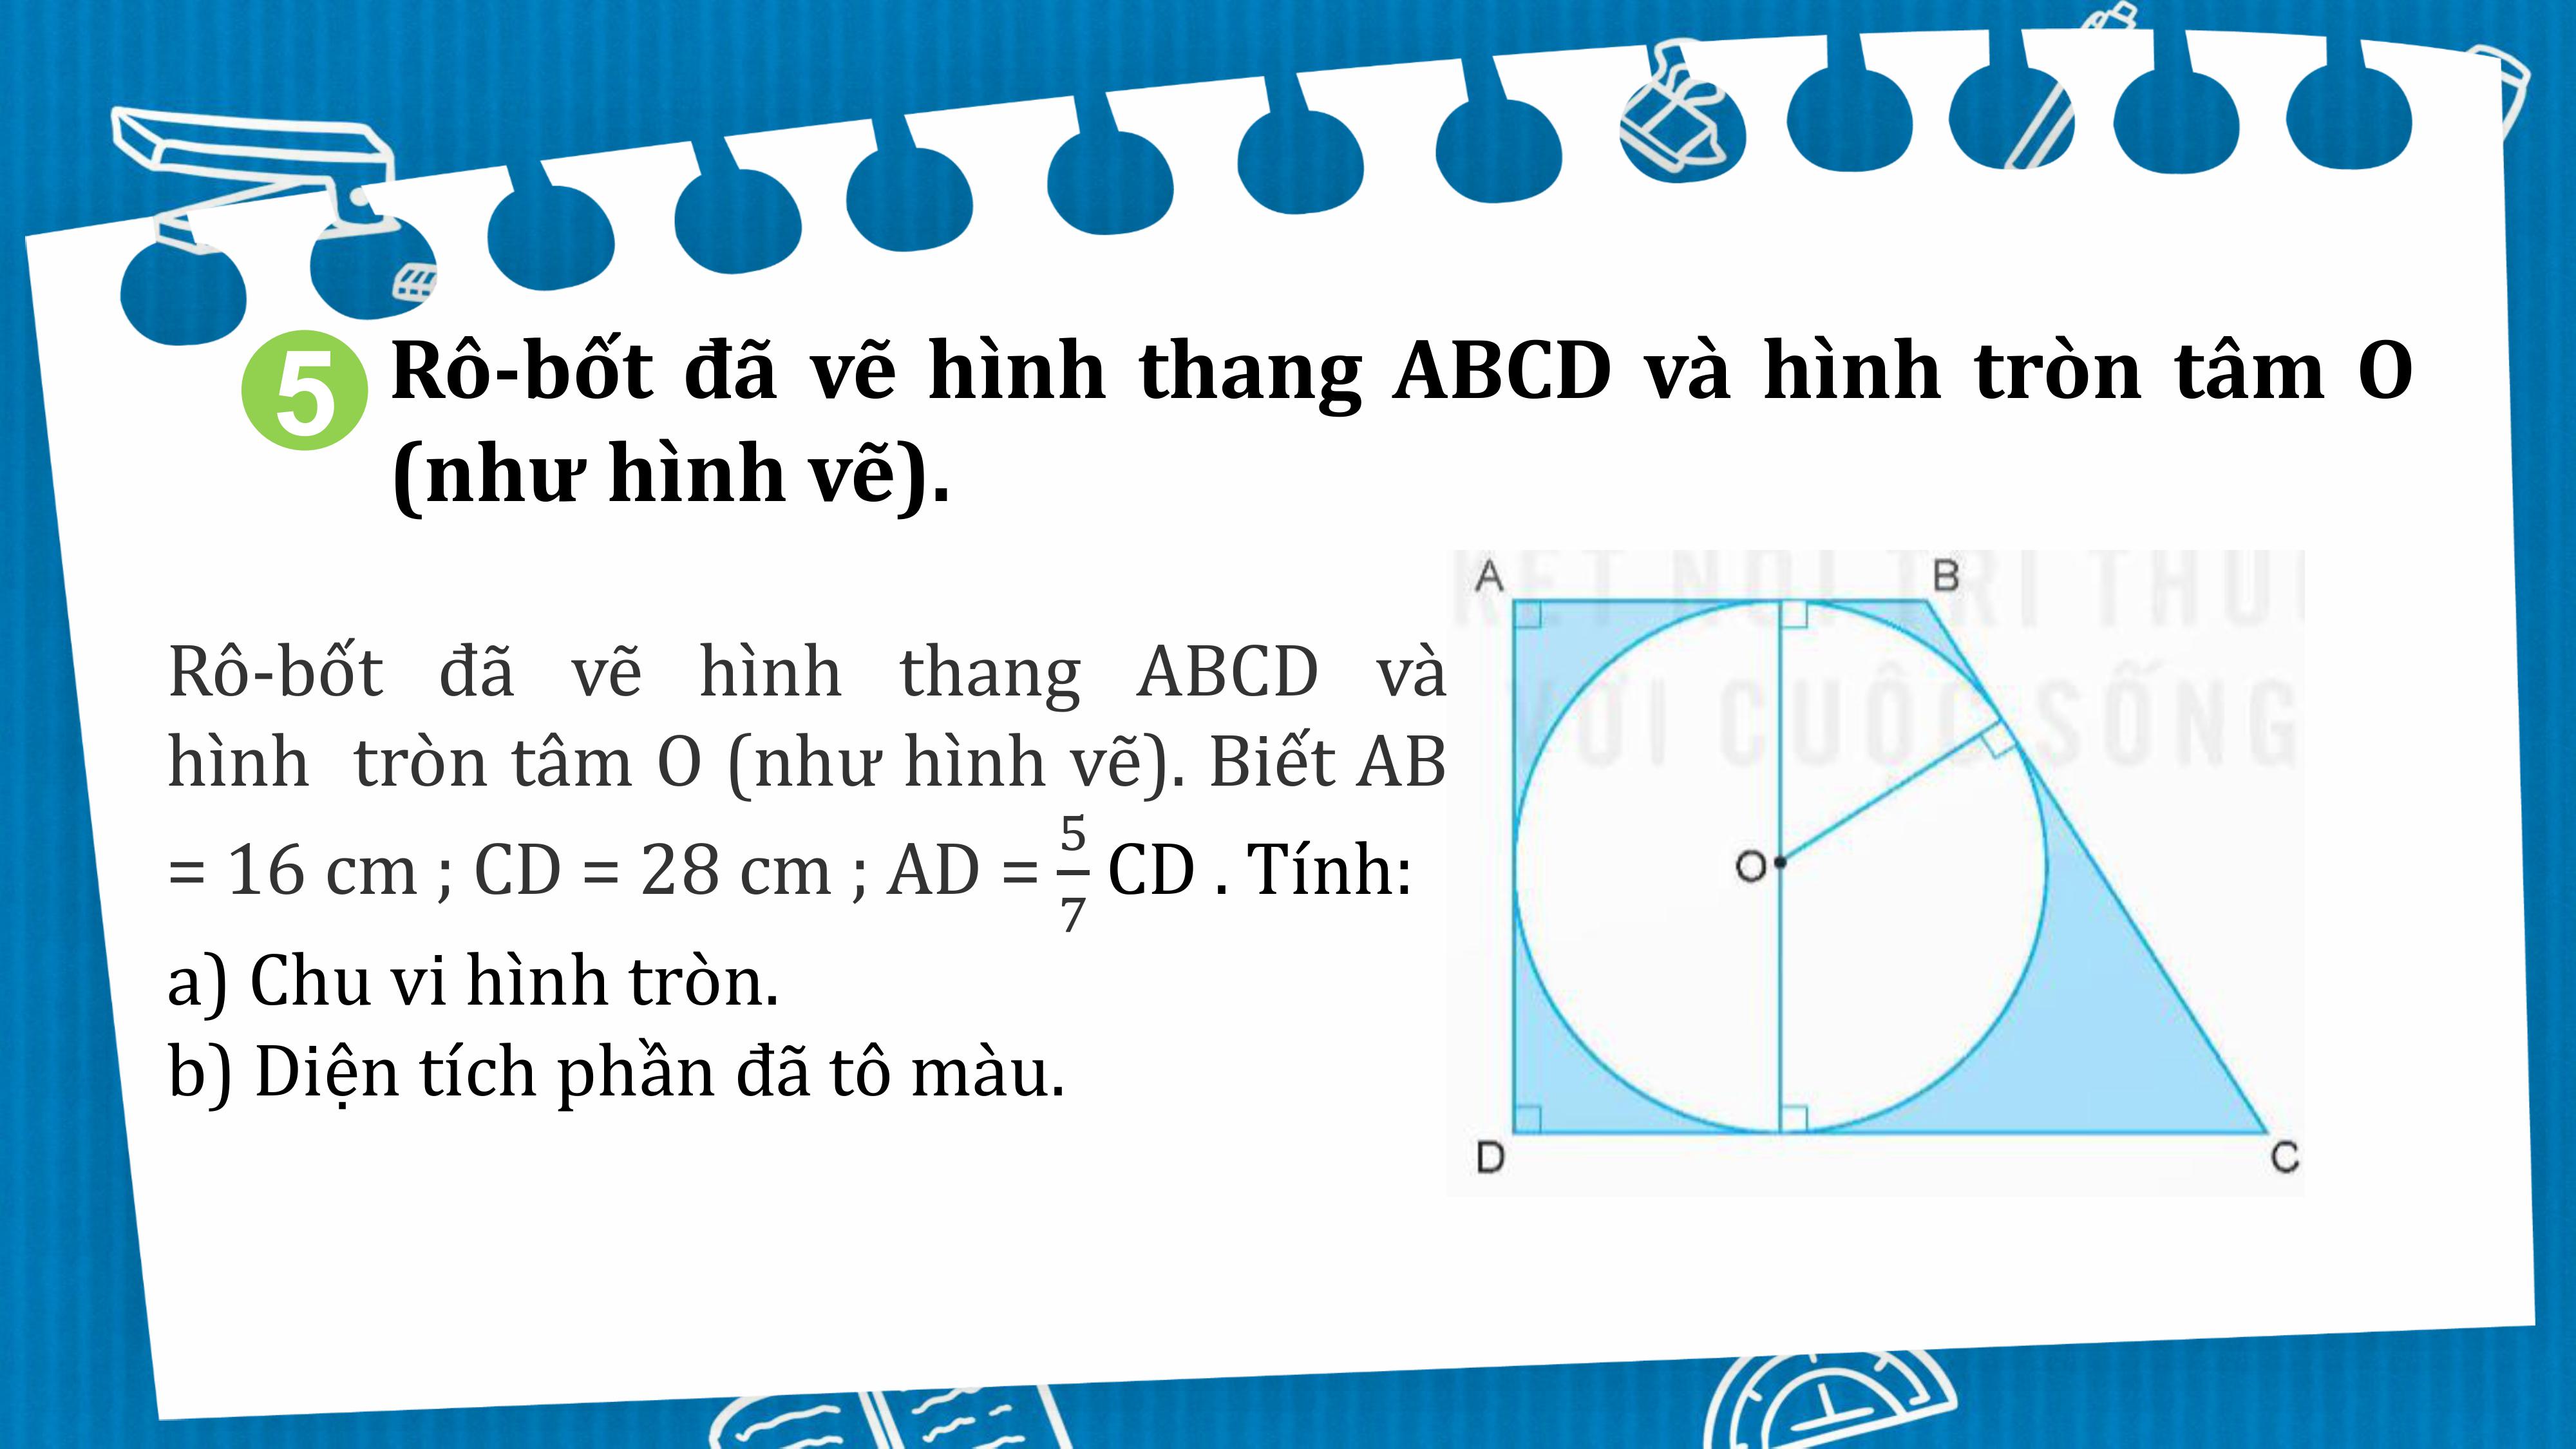 5 Rô-bốt đã vẽ hình thang ABCD và hình tròn tâm O
(như hình vẽ).
Rô-bốt đã vẽ hình thang ABCD và
hình tròn tâm O (như hình vẽ). Biết AB
= 16 cm ; CD = 28 cm ; AD = 5/7 CD . Tính:
a) Chu vi hình tròn.
b) Diện tích phần đã tô màu.
KẾT NỐI TRI THỨC
VỚI CUỘC SỐNG
A B
O
D C